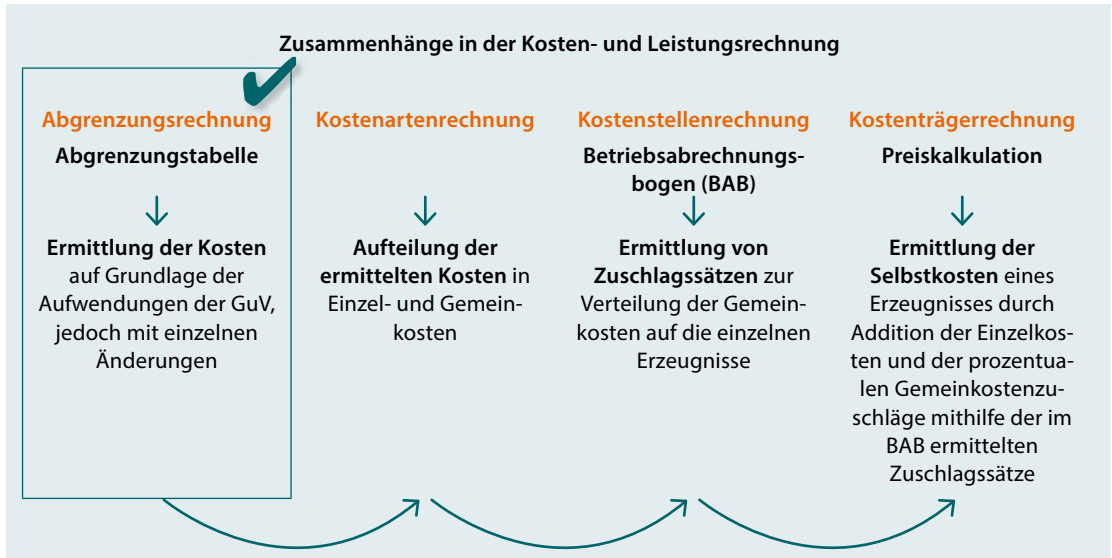 Zusammenhänge in der Kosten- und Leistungsrechnung
Abgrenzungsrechnung
Abgrenzungstabelle
Ermittlung der Kosten
auf Grundlage der
Aufwendungen der GuV,
jedoch mit einzelnen
Änderungen
Kostenartenrechnung
Aufteilung der
ermittelten Kosten in
Einzel- und Gemein-
kosten
Kostenstellenrechnung
Betriebsabrechnungs-
bogen (BAB)
Ermittlung von
Zuschlagssätzen zur
Verteilung der Gemein-
kosten auf die einzelnen
Erzeugnisse
Kostenträgerrechnung
Preiskalkulation
Ermittlung der
Selbstkosten eines
Erzeugnisses durch
Addition der Einzelkos-
ten und der prozentua-
len Gemeinkostenzu-
schläge mithilfe der im
BAB ermittelten
Zuschlagssätze